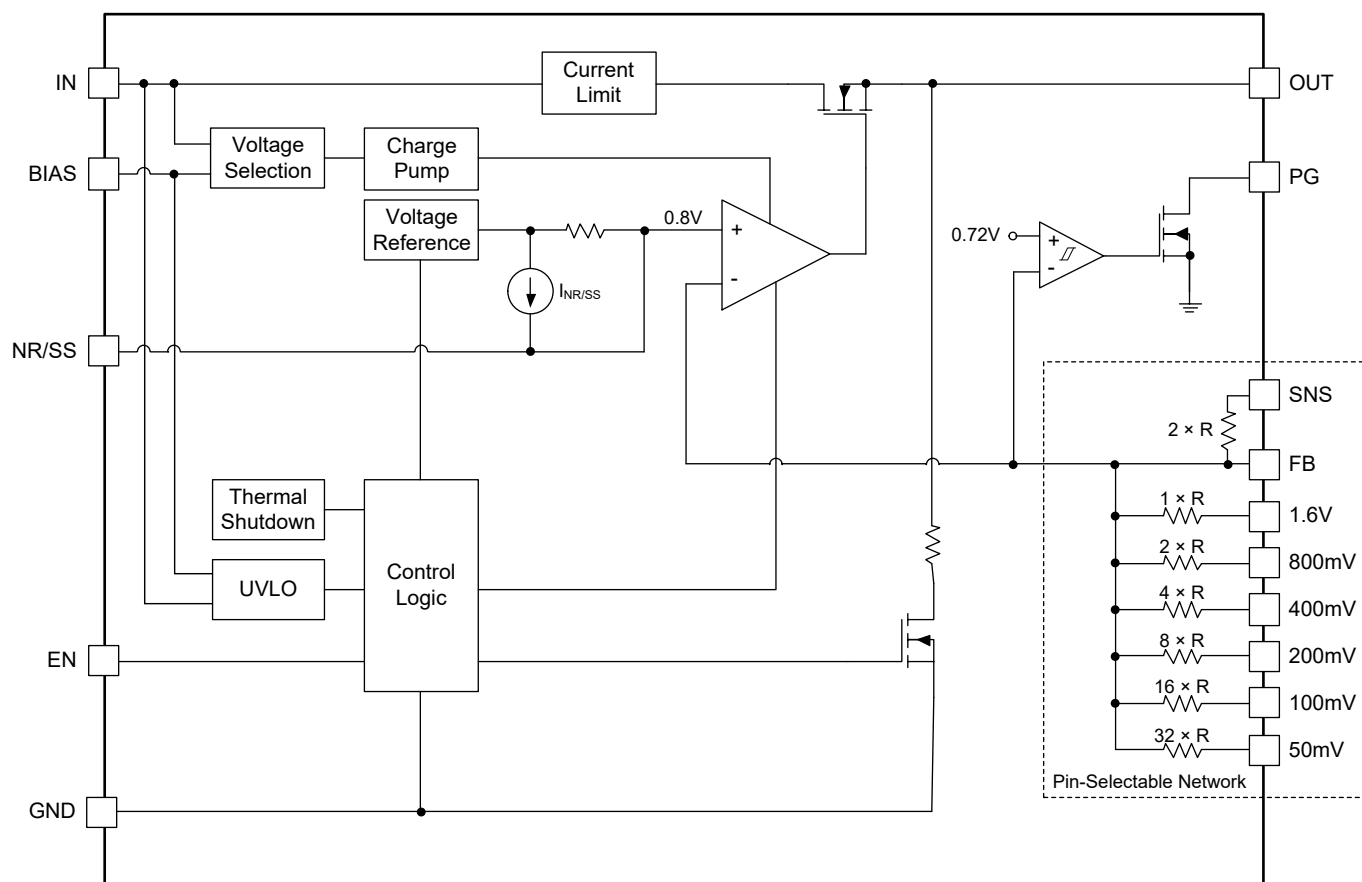 IN
Current
Limit
OUT
BIAS
Voltage
Selection
Charge
Pump
PG
Voltage
Reference
0.8V
+
-
0.72V
+
-
I_NR/SS
NR/SS
SNS
2 × R
FB
1 × R
1.6V
Thermal
Shutdown
2 × R
800mV
UVLO
Control
Logic
4 × R
400mV
EN
8 × R
200mV
16 × R
100mV
32 × R
50mV
Pin-Selectable Network
GND